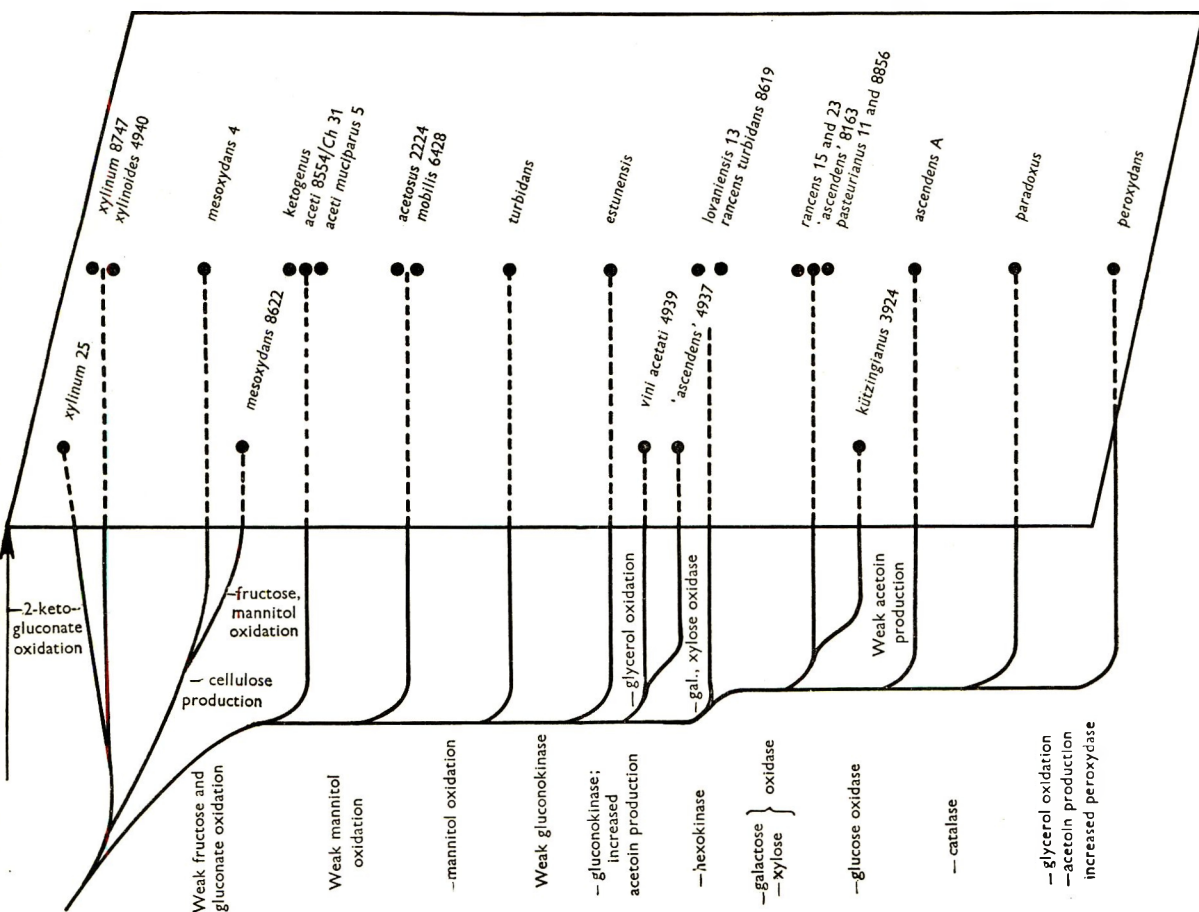 xylinum 8747
xylinoides 4940
mesoxydans 4
ketogenus
aceti 8554/Ch 31
aceti muciparus 5
acetosus 2224
mobilis 6428
turbidans
estunensis
lovaniensis 13
rancens turbidans 8619
rancens 15 and 23
'ascendens' 8163
pasteurianus 11 and 8856
ascendens A
paradoxus
peroxydans
xylinum 25
mesoxydans 8622
vini acetati 4939
'ascendens' 4937
kützingianus 3924
—2-keto-
gluconate
oxidation
—fructose,
mannitol
oxidation
— cellulose
production
—glycerol oxidation
—gal., xylose oxidase
Weak acetoin
production
Weak fructose and
gluconate oxidation
Weak mannitol
oxidation
—mannitol oxidation
Weak gluconokinase
—gluconokinase;
increased
acetoin production
—hexokinase
—galactose } oxidase
—xylose
—glucose oxidase
—catalase
—glycerol oxidation
—acetoin production
increased peroxydase